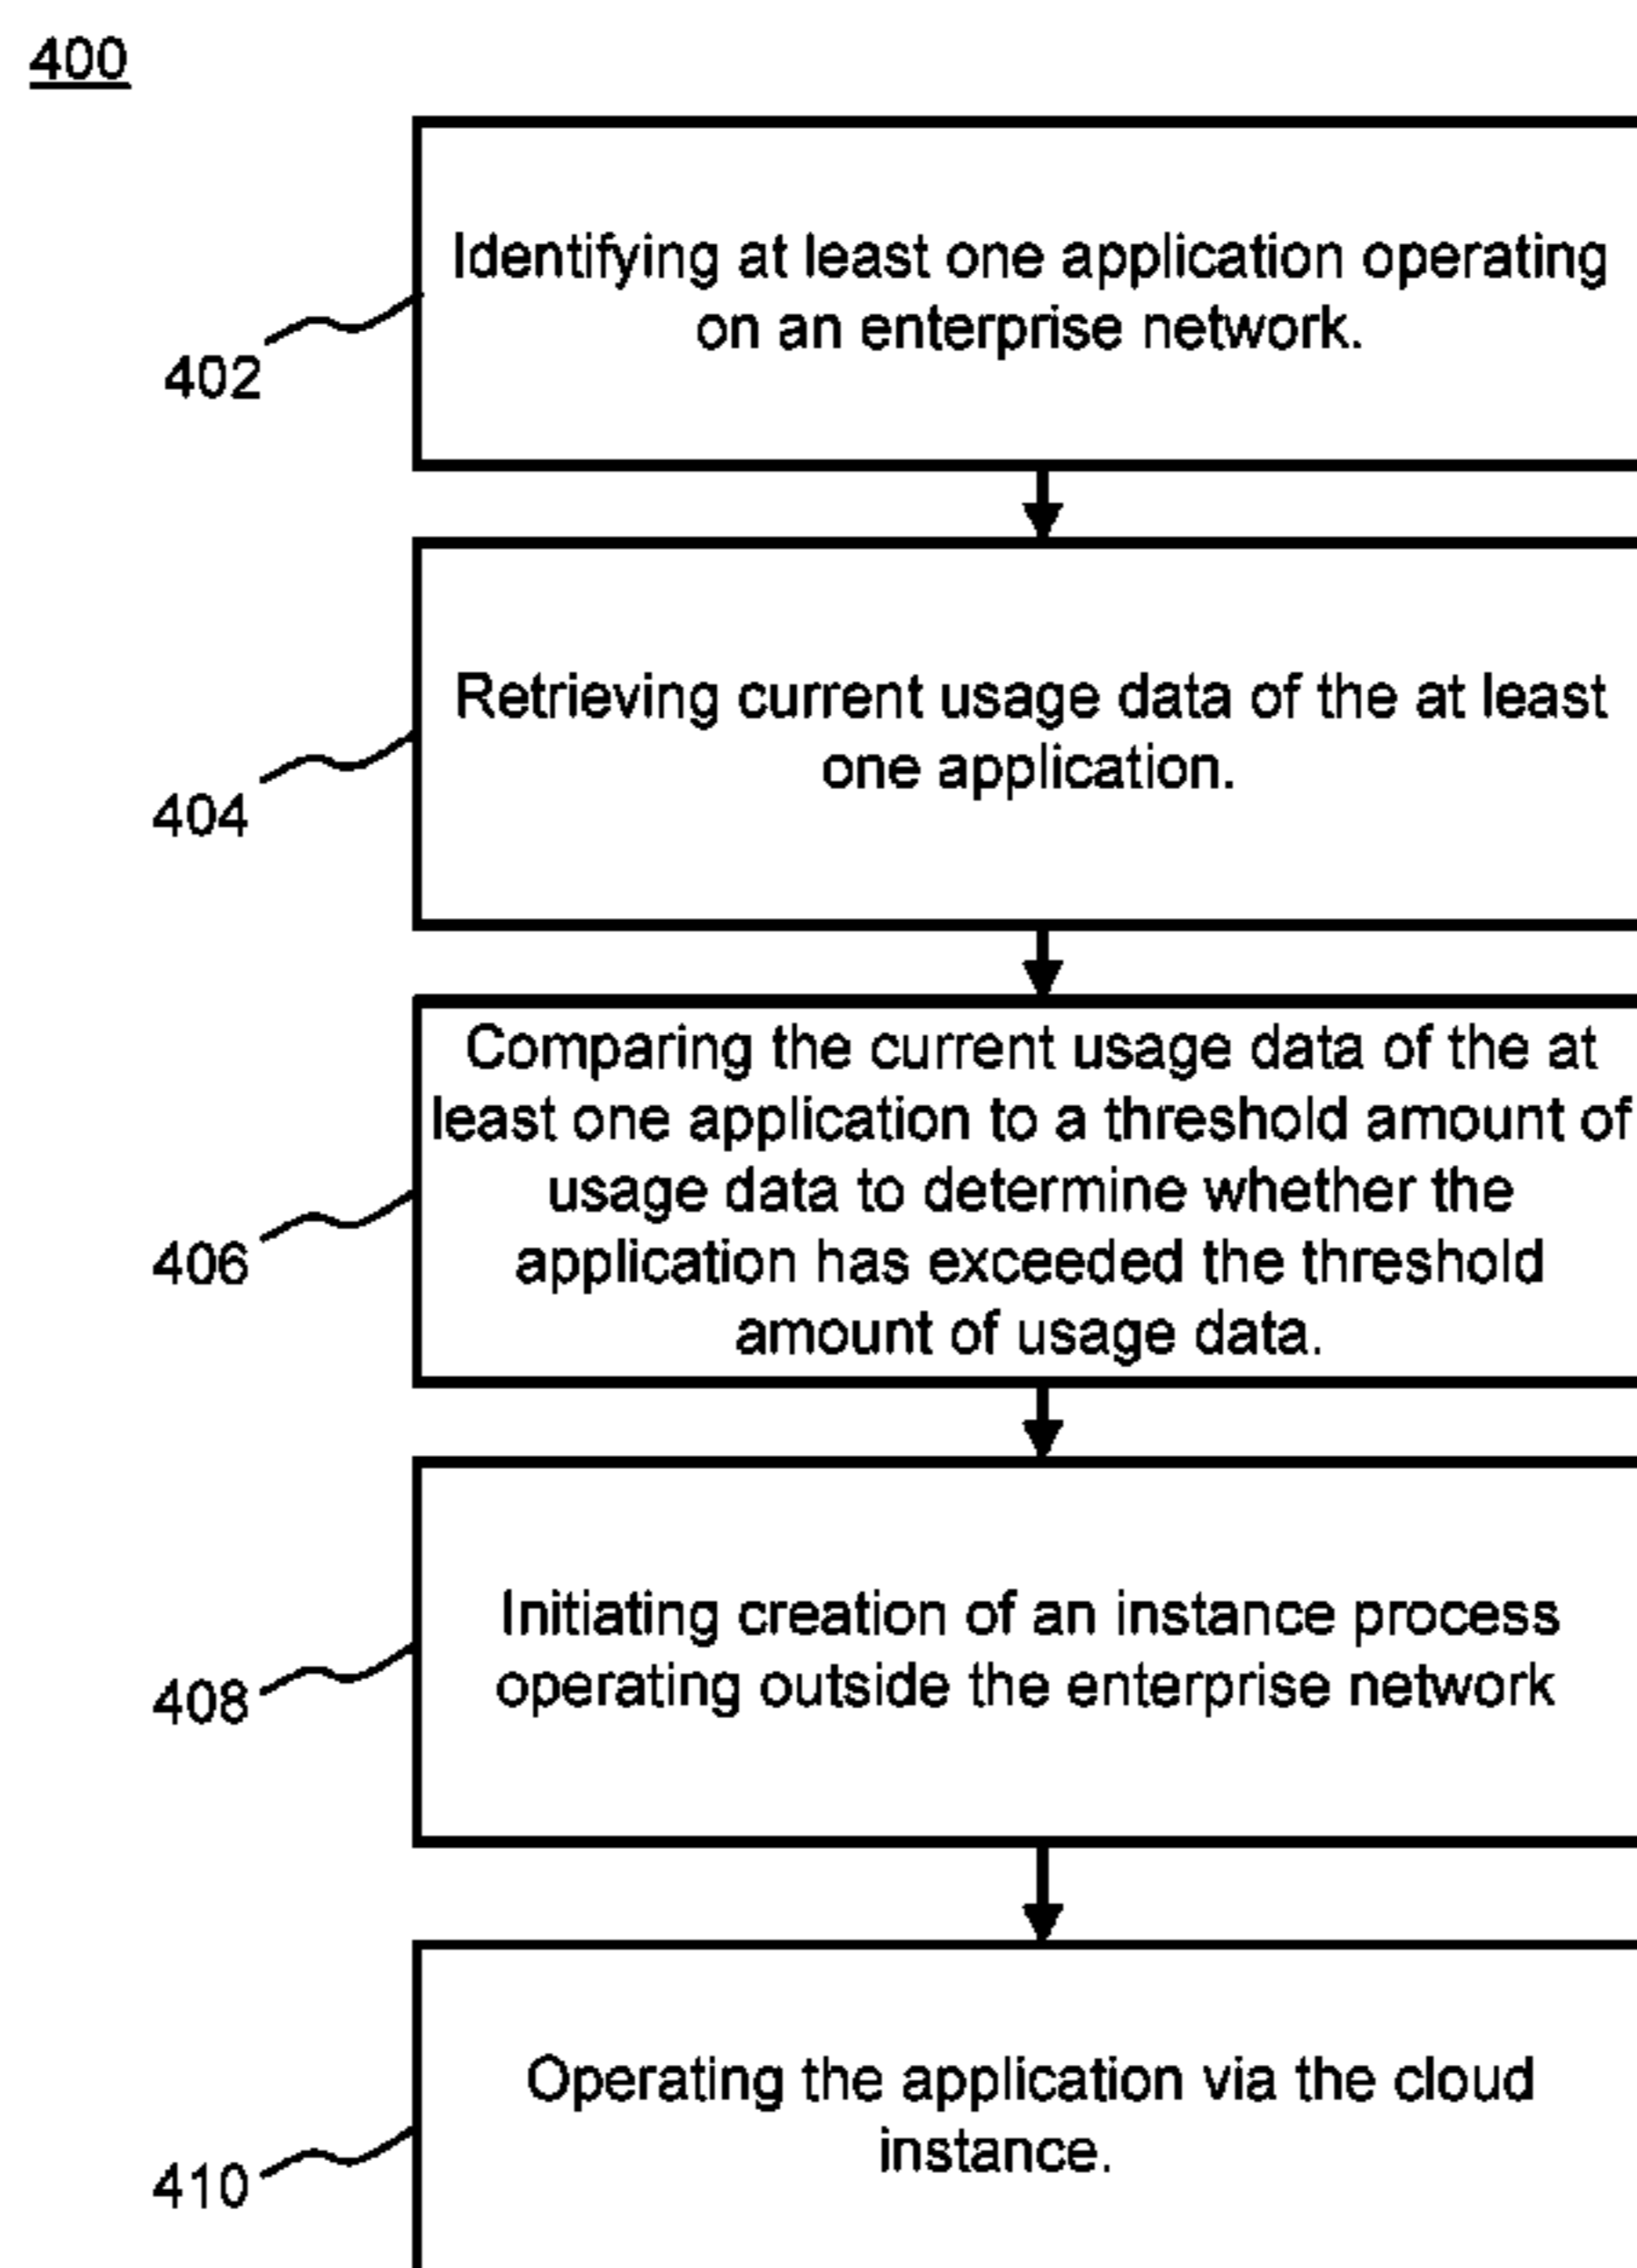 400
Identifying at least one application operating
on an enterprise network.
402
Retrieving current usage data of the at least
one application.
404
Comparing the current usage data of the at
least one application to a threshold amount of
usage data to determine whether the
application has exceeded the threshold
amount of usage data.
406
Initiating creation of an instance process
operating outside the enterprise network
408
Operating the application via the cloud
instance.
410